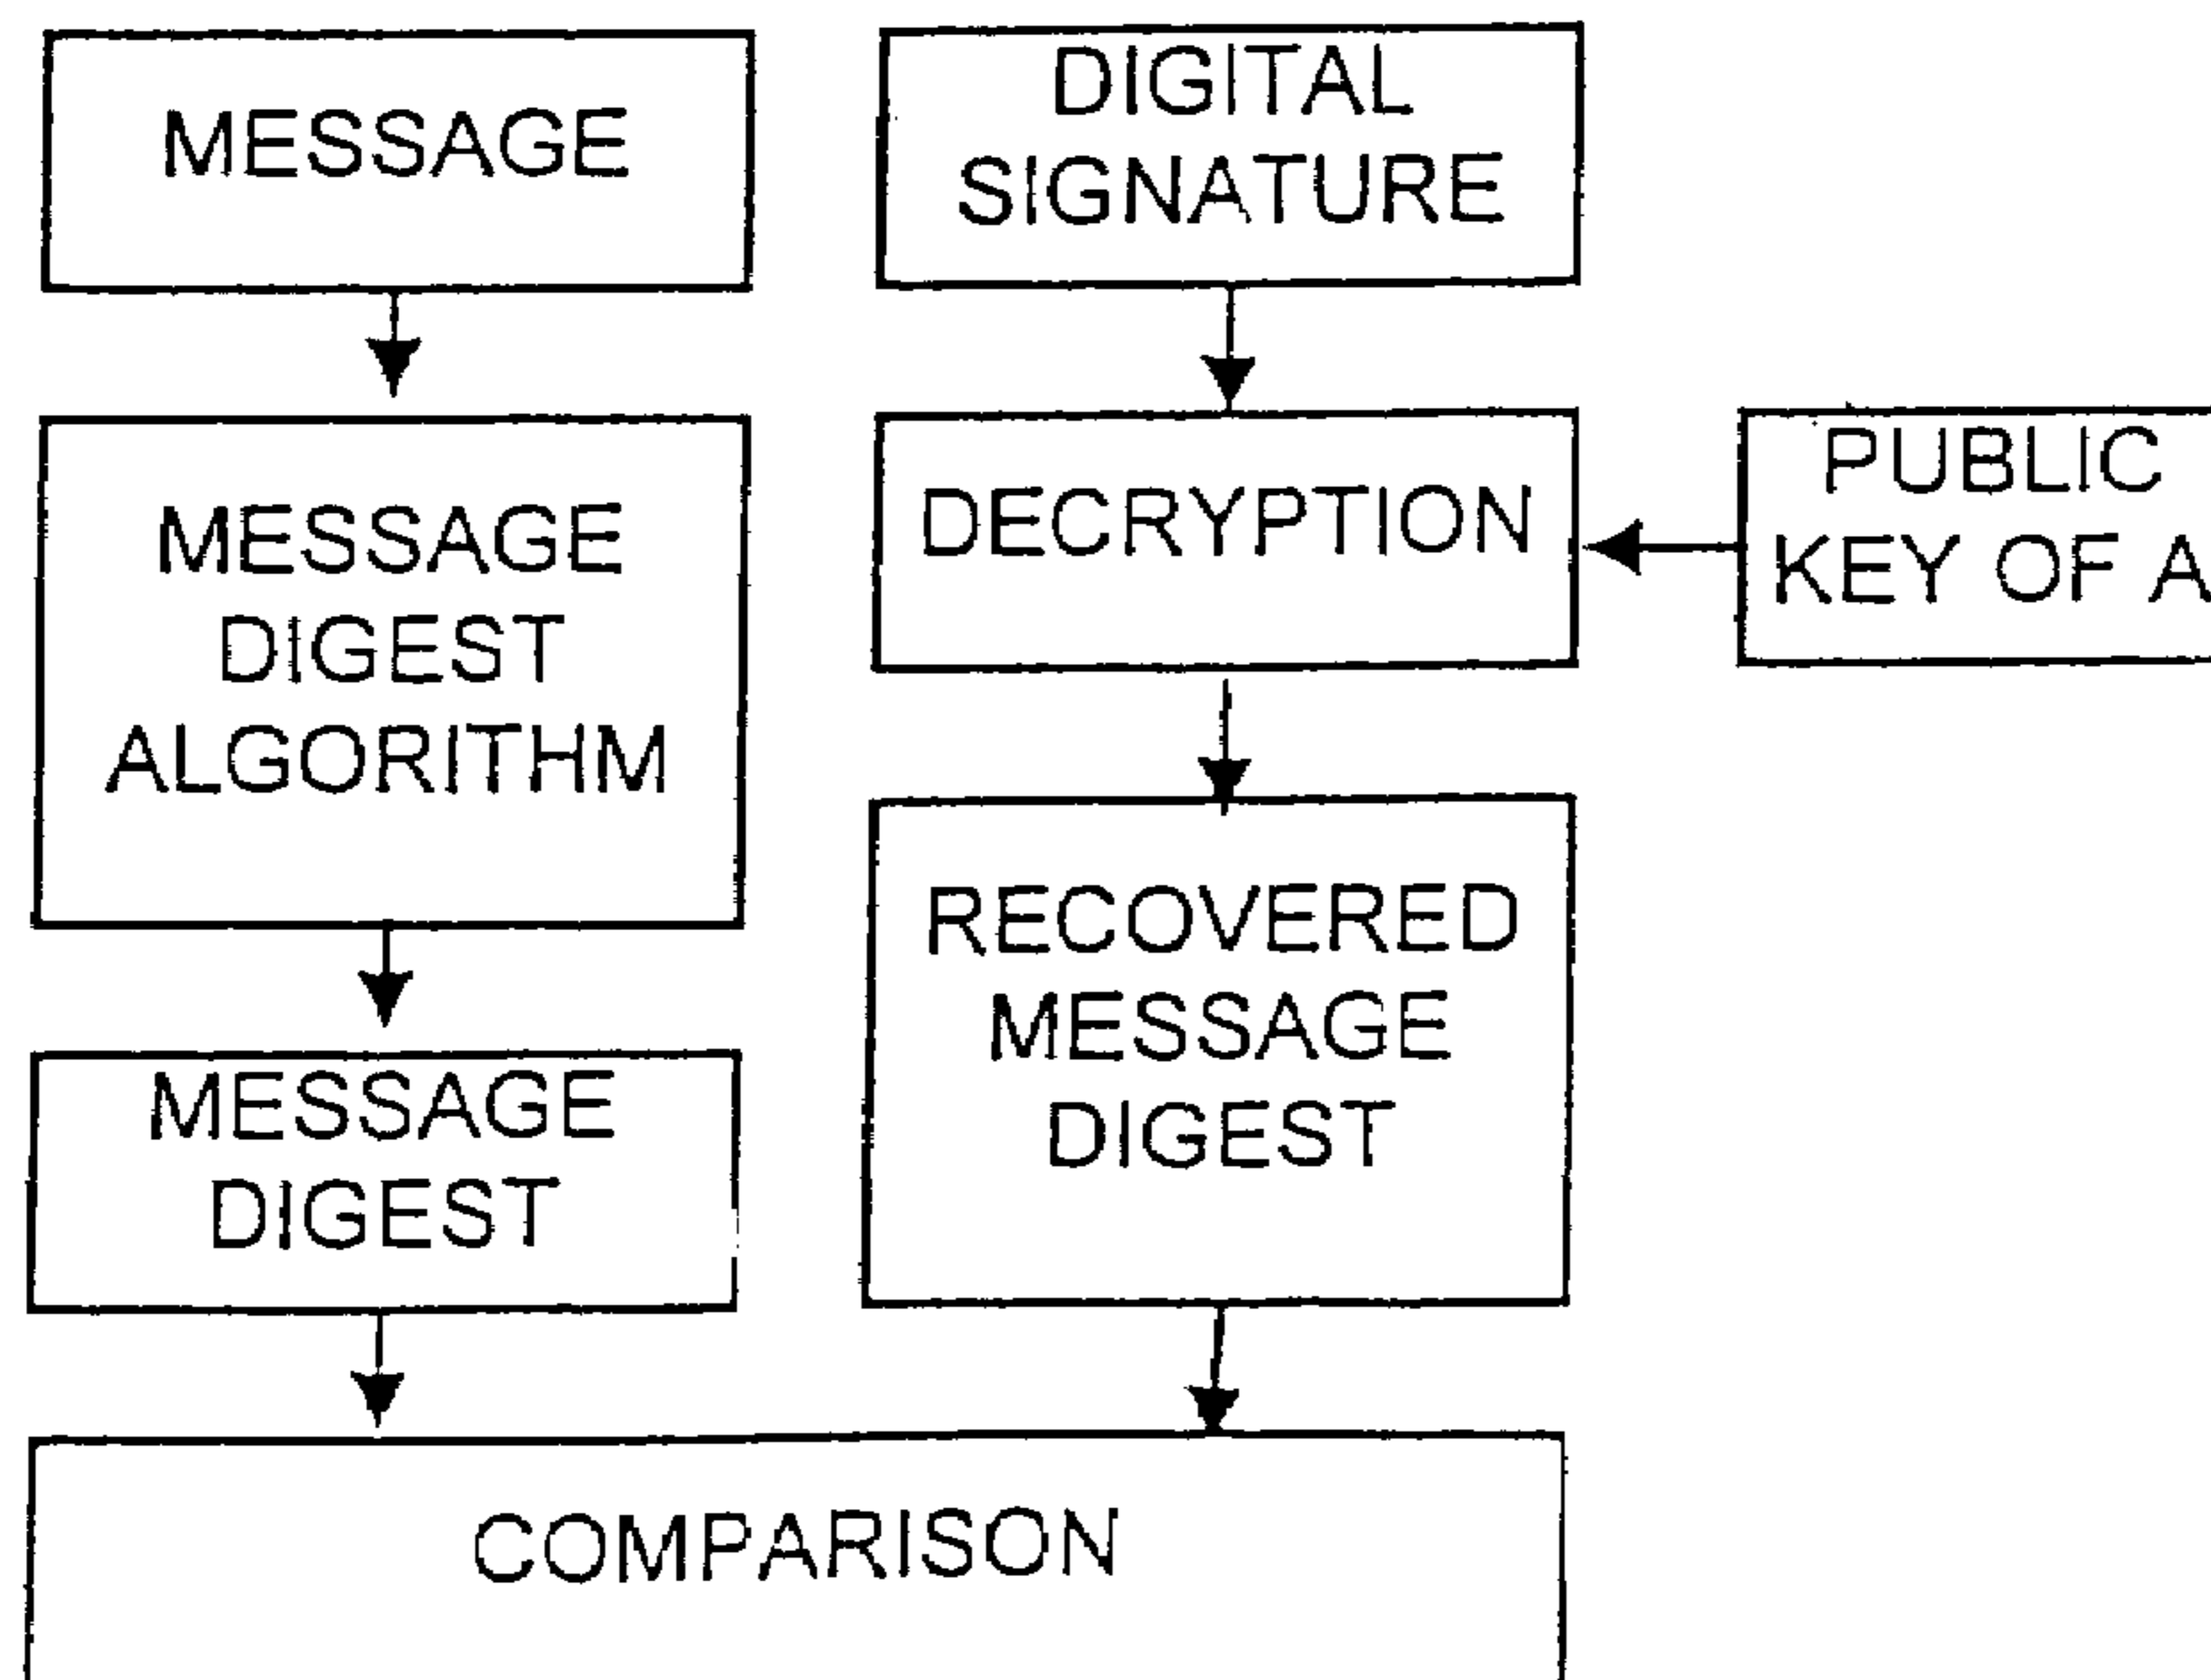 MESSAGE
DIGITAL
SIGNATURE
MESSAGE
DIGEST
ALGORITHM
DECRYPTION
PUBLIC
KEY OF A
MESSAGE
DIGEST
RECOVERED
MESSAGE
DIGEST
COMPARISON